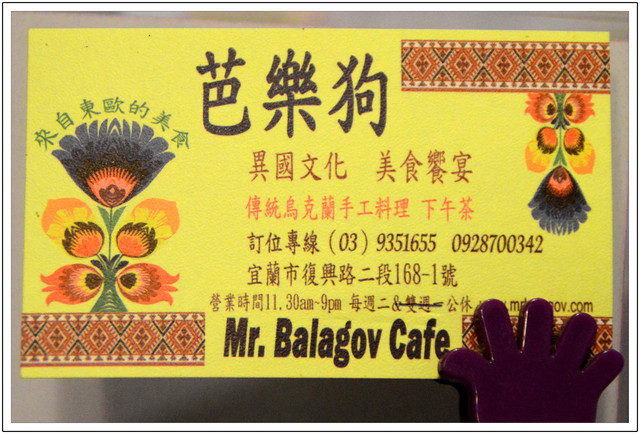 來自東歐的美食
芭樂狗
異國文化 美食饗宴
傳統烏克蘭手工料理 下午茶
訂位專線(03)9351655 0928700342
宜蘭市復興路二段168-1號
營業時間11.30am~9pm 每週二&雙週一公休
Mr. Balagov Cafe